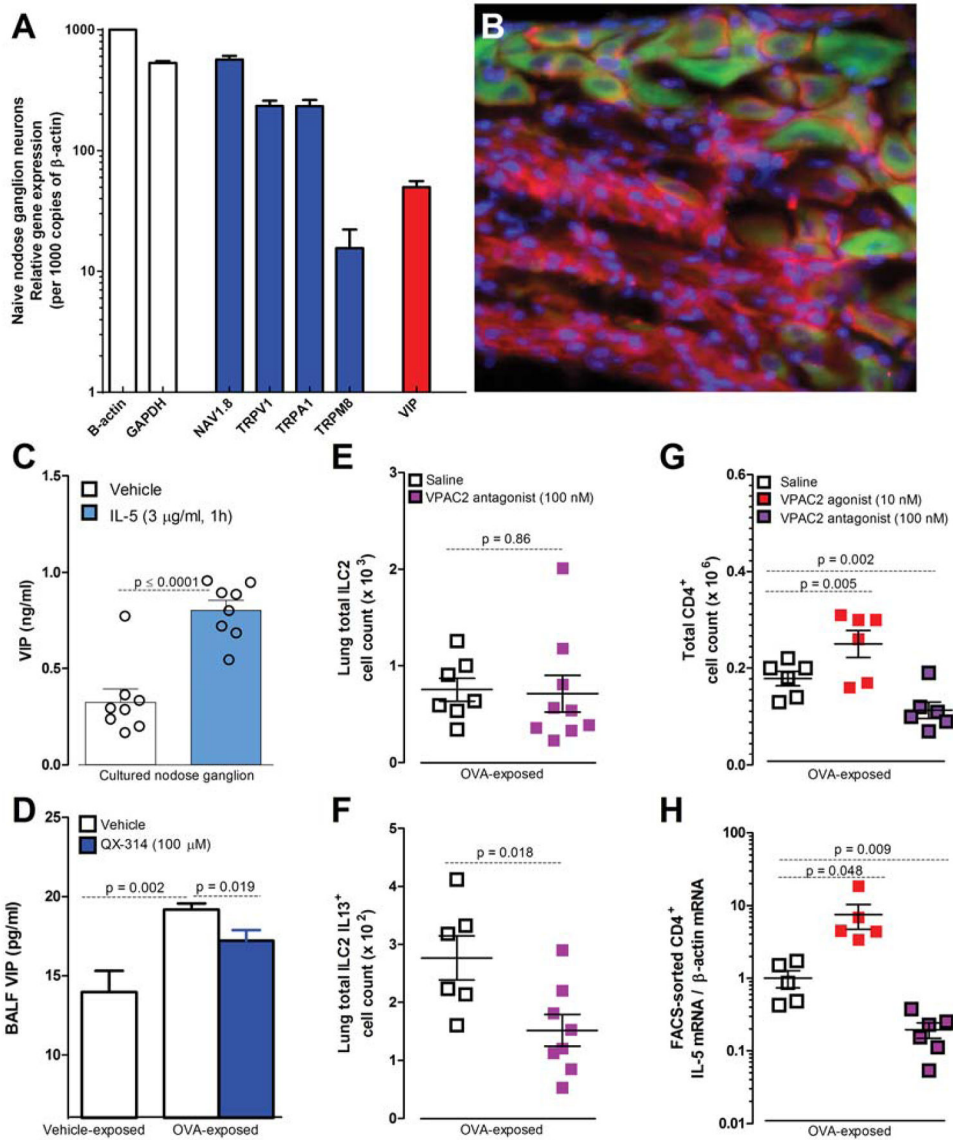 A
Naive nodose ganglion neurons
Relative gene expression
(per 1000 copies of β-actin)
1000
100
10
1
B-actin
GAPDH
NAV1.8
TRPV1
TRPA1
TRPM8
VIP
B
C
Vehicle
IL-5 (3 µg/ml, 1h)
p ≤ 0.0001
VIP (ng/ml)
1.5
1.0
0.5
0.0
Cultured nodose ganglion
D
Vehicle
QX-314 (100 µM)
p = 0.002
p = 0.019
BALF VIP (pg/ml)
25
20
15
10
Vehicle-exposed
OVA-exposed
E
Saline
VPAC2 antagonist (100 nM)
p = 0.86
Lung total ILC2
cell count (x 10³)
3
2
1
0
OVA-exposed
F
p = 0.018
Lung total ILC2 IL13⁺
cell count (x 10²)
5
4
3
2
1
0
OVA-exposed
G
Saline
VPAC2 agonist (10 nM)
VPAC2 antagonist (100 nM)
p = 0.002
p = 0.005
Total CD4⁺
cell count (x 10⁶)
0.6
0.4
0.2
0.0
OVA-exposed
H
p = 0.009
p = 0.048
FACS-sorted CD4⁺
IL-5 mRNA / β-actin mRNA
100
10
1
0.1
0.01
OVA-exposed